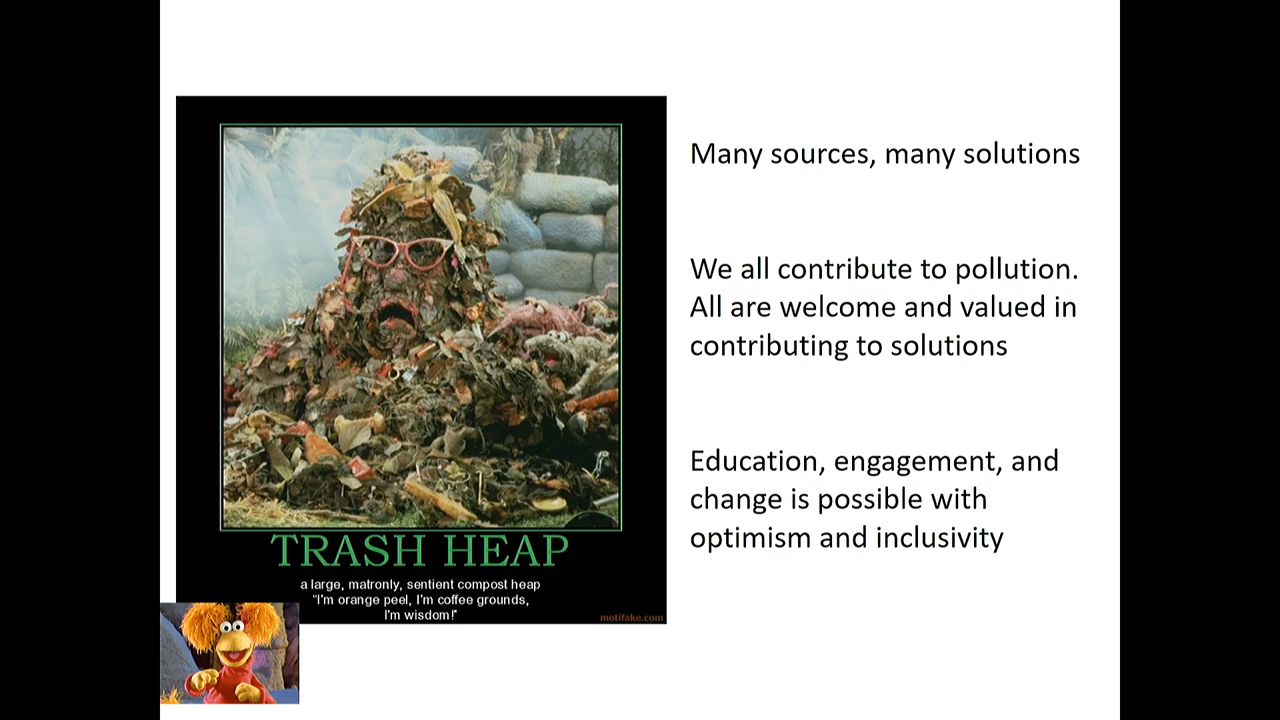 Many sources, many solutions
We all contribute to pollution.
All are welcome and valued in
contributing to solutions
Education, engagement, and
change is possible with
optimism and inclusivity
TRASH HEAP
a large, matronly, sentient compost heap
"I'm orange peel, I'm coffee grounds,
I'm wisdom!"
motifake.com